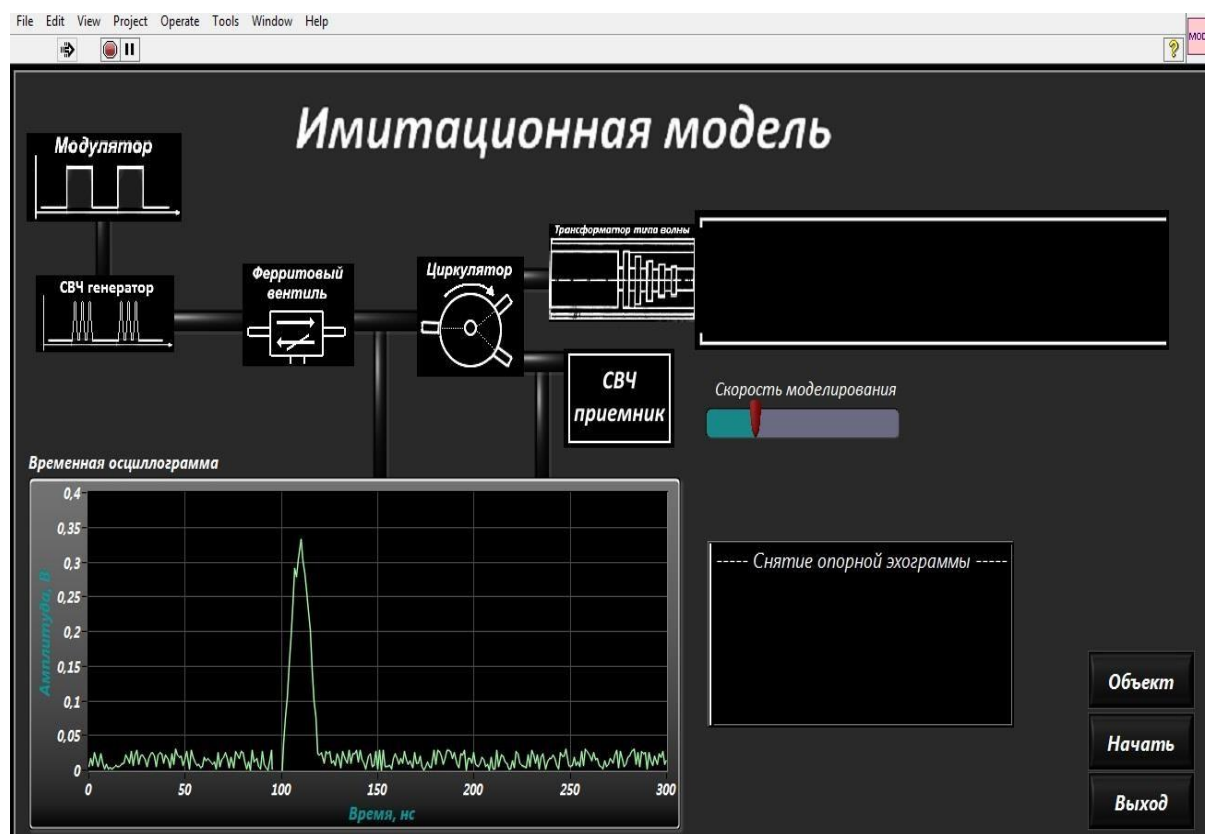 File Edit View Project Operate Tools Window Help
MOD
Имитационная модель
Модулятор
СВЧ генератор
Ферритовый
вентиль
Циркулятор
Трансформатор типа волны
СВЧ
приемник
Скорость моделирования
Временная осциллограмма
Амплитуда, В
0,4
0,35
0,3
0,25
0,2
0,15
0,1
0,05
0
0 50 100 150 200 250 300
Время, нс
----- Снятие опорной эхограммы -----
Объект
Начать
Выход